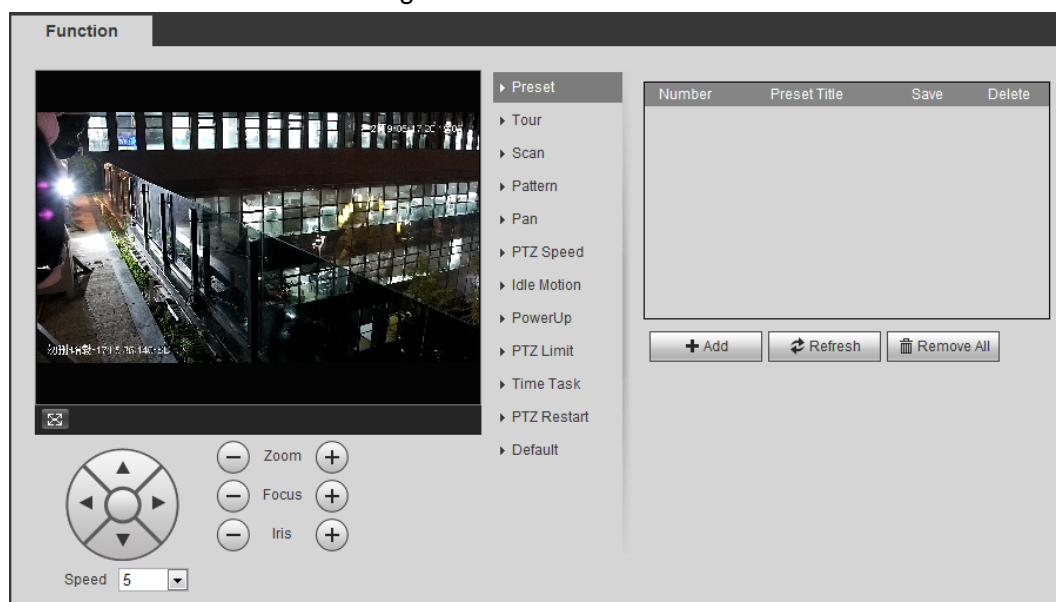 Function
Preset
Tour
Scan
Pattern
Pan
PTZ Speed
Idle Motion
PowerUp
PTZ Limit
Time Task
PTZ Restart
Default
Number Preset Title Save Delete
Add Refresh Remove All
Zoom
Focus
Iris
Speed 5